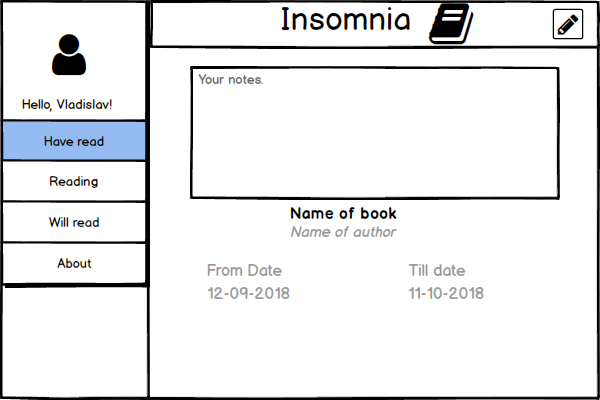 Insomnia
Hello, Vladislav!
Have read
Reading
Will read
About
Your notes.
Name of book
Name of author
From Date
Till date
12-09-2018
11-10-2018